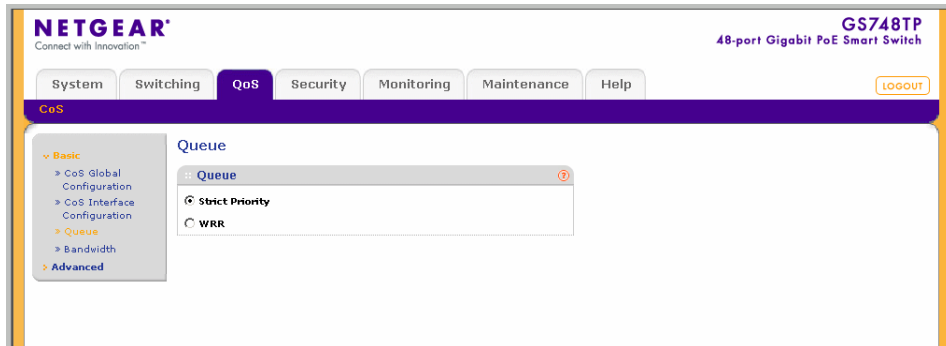 NETGEAR®
Connect with Innovation™
GS748TP
48-port Gigabit PoE Smart Switch
System Switching QoS Security Monitoring Maintenance Help
LOGOUT
CoS
Basic
» CoS Global
Configuration
» CoS Interface
Configuration
» Queue
» Bandwidth
Advanced
Queue
Queue ?
Strict Priority
WRR